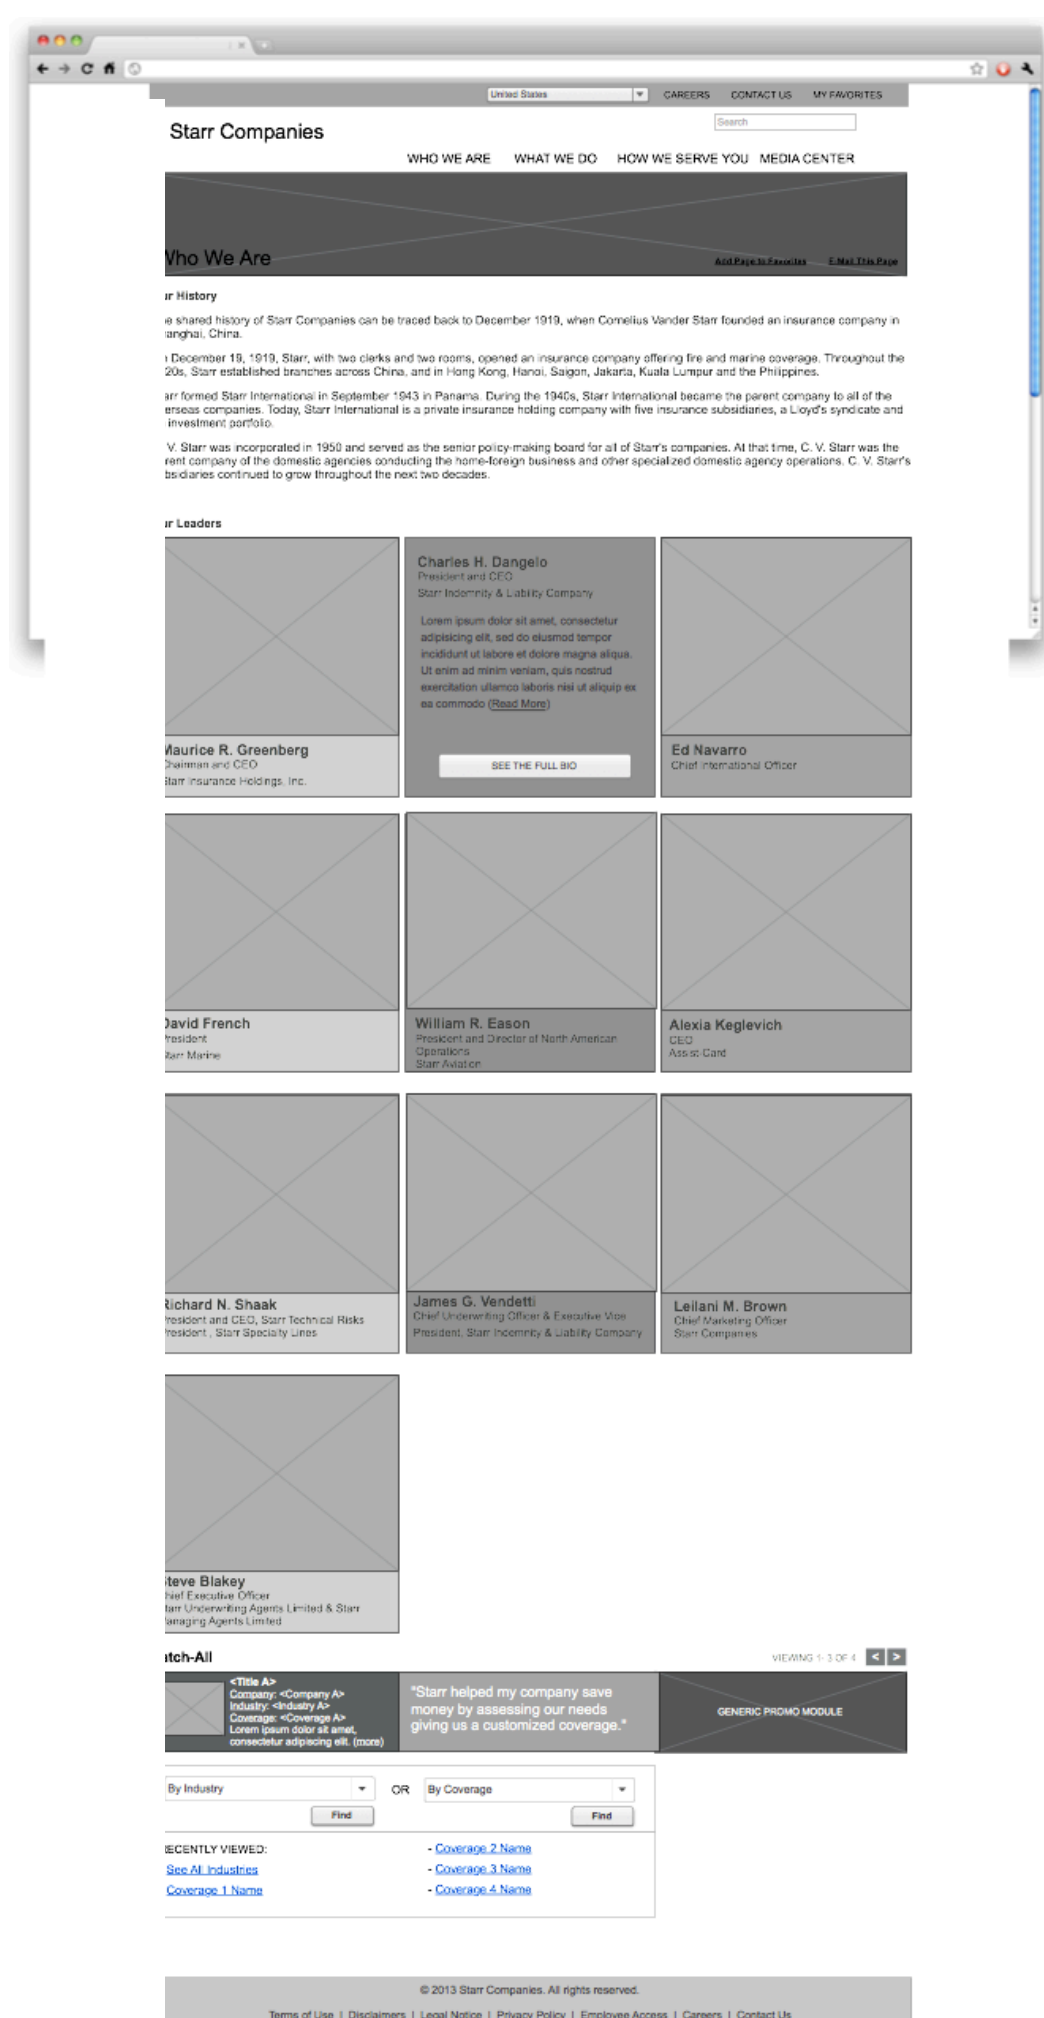 United States
CAREERS CONTACT US MY FAVORITES
Search
Starr Companies
WHO WE ARE WHAT WE DO HOW WE SERVE YOU MEDIA CENTER
Who We Are
Add Page to Favorites E-Mail This Page
ur History
e shared history of Starr Companies can be traced back to December 1919, when Cornelius Vander Starr founded an insurance company in
anghai, China.
December 19, 1919, Starr, with two clerks and two rooms, opened an insurance company offering fire and marine coverage. Throughout the
20s, Starr established branches across China, and in Hong Kong, Hanoi, Saigon, Jakarta, Kuala Lumpur and the Philippines.
arr formed Starr International in September 1943 in Panama. During the 1940s, Starr International became the parent company to all of the
erseas companies. Today, Starr International is a private insurance holding company with five insurance subsidiaries, a Lloyd's syndicate and
investment portfolio.
V. Starr was incorporated in 1950 and served as the senior policy-making board for all of Starr's companies. At that time, C. V. Starr was the
rent company of the domestic agencies conducting the home-foreign business and other specialized domestic agency operations. C. V. Starr's
bsidiaries continued to grow throughout the next two decades.
ur Leaders
Maurice R. Greenberg
Chairman and CEO
Starr Insurance Holdings, Inc.
Charles H. Dangelo
President and CEO
Starr Indemnity & Liability Company
Lorem ipsum dolor sit amet, consectetur
adipisicing elit, sed do eiusmod tempor
incididunt ut labore et dolore magna aliqua.
Ut enim ad minim veniam, quis nostrud
exercitation ullamco laboris nisi ut aliquip ex
ea commodo (Read More)
SEE THE FULL BIO
Ed Navarro
Chief International Officer
David French
President
Starr Marine
William R. Eason
President and Director of North American
Operations
Starr Aviation
Alexia Keglevich
CEO
Assist-Card
Richard N. Shaak
President and CEO, Starr Technical Risks
President , Starr Specialty Lines
James G. Vendetti
Chief Underwriting Officer & Executive Vice
President, Starr Indemnity & Liability Company
Leilani M. Brown
Chief Marketing Officer
Starr Companies
Steve Blakey
Chief Executive Officer
Starr Underwriting Agents Limited & Starr
Managing Agents Limited
atch-All
VIEWING 1- 3 OF 4 < >
<Title A>
Company: <Company A>
Industry: <Industry A>
Coverage: <Coverage A>
Lorem ipsum dolor sit amet,
consectetur adipiscing elit. (more)
"Starr helped my company save
money by assessing our needs
giving us a customized coverage."
GENERIC PROMO MODULE
By Industry OR By Coverage
Find Find
RECENTLY VIEWED:
See All Industries
Coverage 1 Name
- Coverage 2 Name
- Coverage 3 Name
- Coverage 4 Name
© 2013 Starr Companies. All rights reserved.
Terms of Use | Disclaimers | Legal Notice | Privacy Policy | Employee Access | Careers | Contact Us